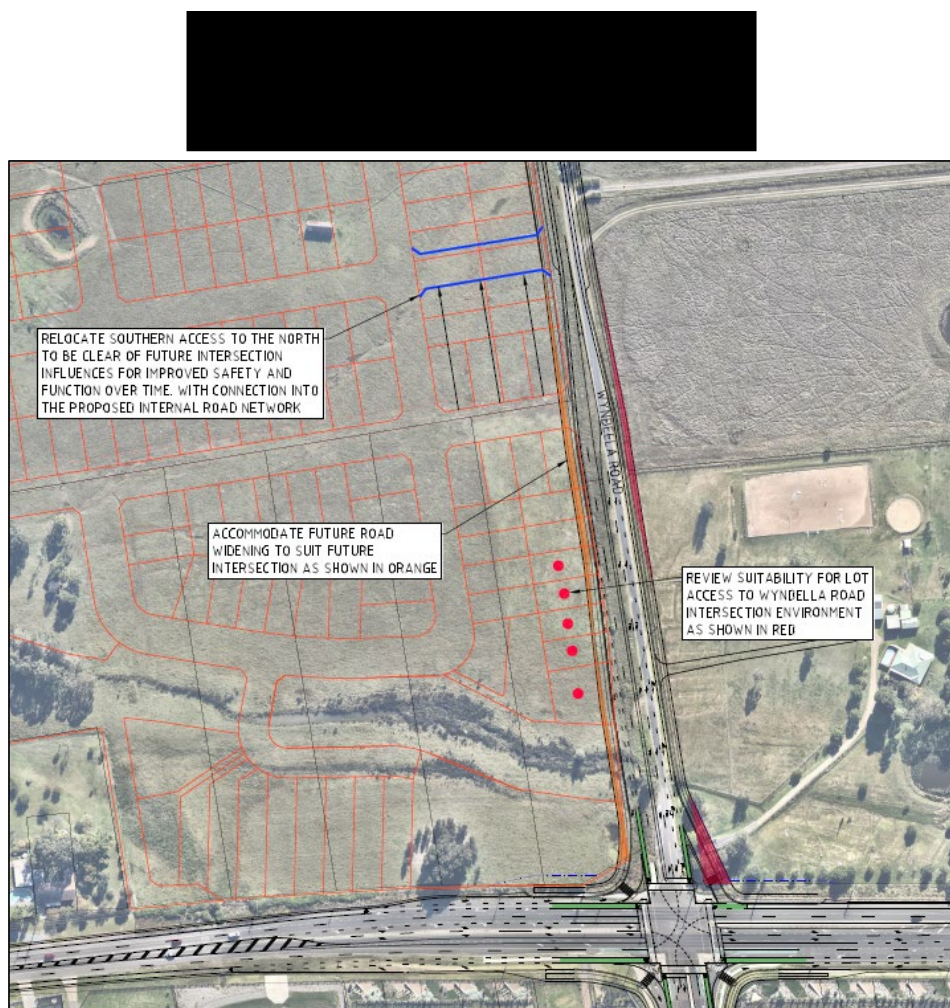 RELOCATE SOUTHERN ACCESS TO THE NORTH
TO BE CLEAR OF FUTURE INTERSECTION
INFLUENCES FOR IMPROVED SAFETY AND
FUNCTION OVER TIME. WITH CONNECTION INTO
THE PROPOSED INTERNAL ROAD NETWORK
WYNDELLA ROAD
ACCOMMODATE FUTURE ROAD
WIDENING TO SUIT FUTURE
INTERSECTION AS SHOWN IN ORANGE
REVIEW SUITABILITY FOR LOT
ACCESS TO WYNDELLA ROAD
INTERSECTION ENVIRONMENT
AS SHOWN IN RED